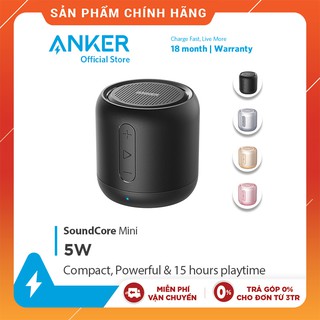 SẢN PHẨM CHÍNH HÃNG
ANKER
Official Store
Charge Fast, Live More
18 month | Warranty
ANKER
SoundCore Mini
5W
Compact, Powerful & 15 hours playtime
MIỄN PHÍ
VẬN CHUYỂN
0%
TRẢ GÓP 0%
CHO ĐƠN TỪ 3TR